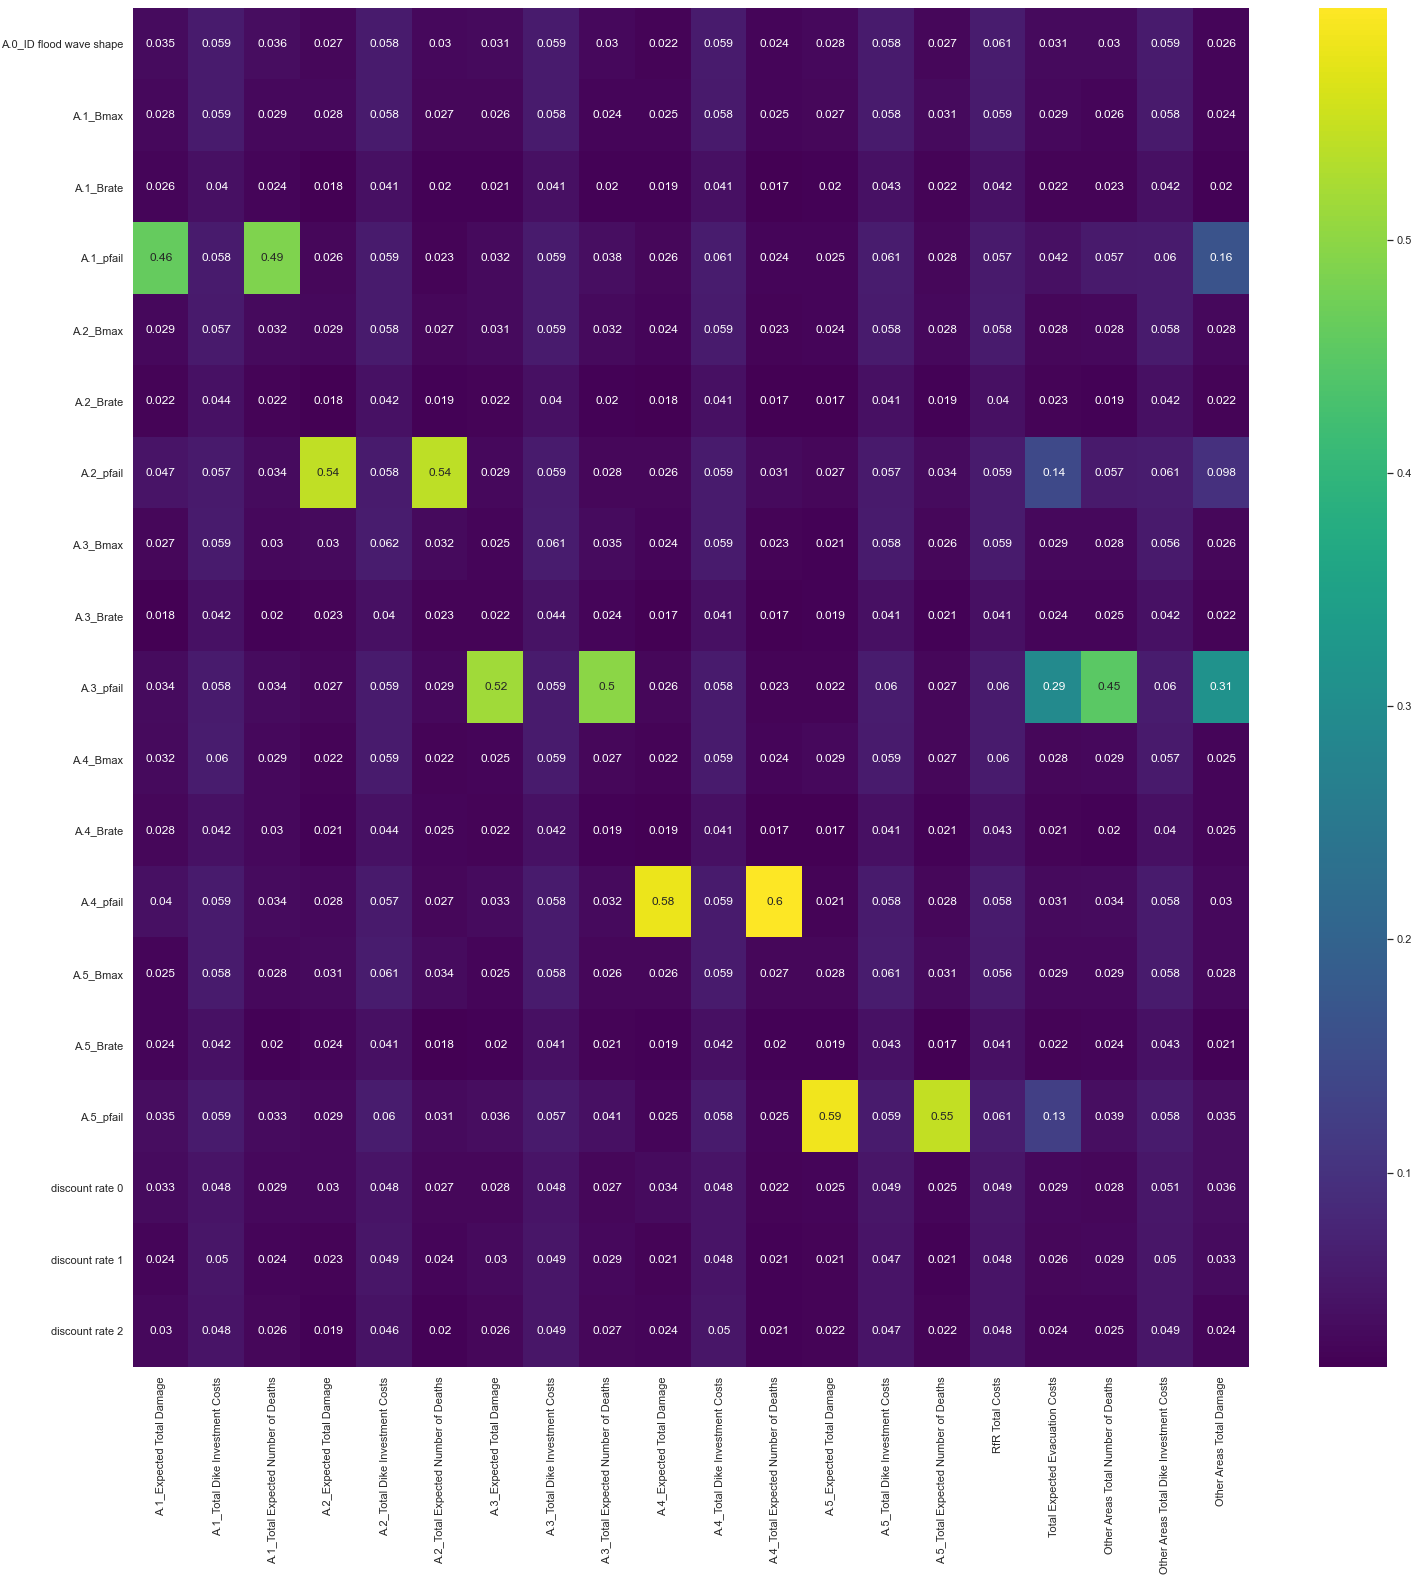 A.0_ID flood wave shape 0.035 0.059 0.036 0.027 0.058 0.03 0.031 0.059 0.03 0.022 0.059 0.024 0.028 0.058 0.027 0.061 0.031 0.03 0.059 0.026
A.1_Bmax 0.028 0.059 0.029 0.028 0.058 0.027 0.026 0.058 0.024 0.025 0.058 0.025 0.027 0.058 0.031 0.059 0.029 0.026 0.058 0.024
A.1_Brate 0.026 0.04 0.024 0.018 0.041 0.02 0.021 0.041 0.02 0.019 0.041 0.017 0.02 0.043 0.022 0.042 0.022 0.023 0.042 0.02
A.1_pfail 0.46 0.058 0.49 0.026 0.059 0.023 0.032 0.059 0.038 0.026 0.061 0.024 0.025 0.061 0.028 0.057 0.042 0.057 0.06 0.16
0.5
A.2_Bmax 0.029 0.057 0.032 0.029 0.058 0.027 0.031 0.059 0.032 0.024 0.059 0.023 0.024 0.058 0.028 0.058 0.028 0.028 0.058 0.028
A.2_Brate 0.022 0.044 0.022 0.018 0.042 0.019 0.022 0.04 0.02 0.018 0.041 0.017 0.017 0.041 0.019 0.04 0.023 0.019 0.042 0.022
A.2_pfail 0.047 0.057 0.034 0.54 0.058 0.54 0.029 0.059 0.028 0.026 0.059 0.031 0.027 0.057 0.034 0.059 0.14 0.057 0.061 0.098
0.4
A.3_Bmax 0.027 0.059 0.03 0.03 0.062 0.032 0.025 0.061 0.035 0.024 0.059 0.023 0.021 0.058 0.026 0.059 0.029 0.028 0.056 0.026
A.3_Brate 0.018 0.042 0.02 0.023 0.04 0.023 0.022 0.044 0.024 0.017 0.041 0.017 0.019 0.041 0.021 0.041 0.024 0.025 0.042 0.022
A.3_pfail 0.034 0.058 0.034 0.027 0.059 0.029 0.52 0.059 0.5 0.026 0.058 0.023 0.022 0.06 0.027 0.06 0.29 0.45 0.06 0.31
0.3
A.4_Bmax 0.032 0.06 0.029 0.022 0.059 0.022 0.025 0.059 0.027 0.022 0.059 0.024 0.029 0.059 0.027 0.06 0.028 0.029 0.057 0.025
A.4_Brate 0.028 0.042 0.03 0.021 0.044 0.025 0.022 0.042 0.019 0.019 0.041 0.017 0.017 0.041 0.021 0.043 0.021 0.02 0.04 0.025
A.4_pfail 0.04 0.059 0.034 0.028 0.057 0.027 0.033 0.058 0.032 0.58 0.059 0.6 0.021 0.058 0.028 0.058 0.031 0.034 0.058 0.03
0.2
A.5_Bmax 0.025 0.058 0.028 0.031 0.061 0.034 0.025 0.058 0.026 0.026 0.059 0.027 0.028 0.061 0.031 0.056 0.029 0.029 0.058 0.028
A.5_Brate 0.024 0.042 0.02 0.024 0.041 0.018 0.02 0.041 0.021 0.019 0.042 0.02 0.019 0.043 0.017 0.041 0.022 0.024 0.043 0.021
A.5_pfail 0.035 0.059 0.033 0.029 0.06 0.031 0.036 0.057 0.041 0.025 0.058 0.025 0.59 0.059 0.55 0.061 0.13 0.039 0.058 0.035
0.1
discount rate 0 0.033 0.048 0.029 0.03 0.048 0.027 0.028 0.048 0.027 0.034 0.048 0.022 0.025 0.049 0.025 0.049 0.029 0.028 0.051 0.036
discount rate 1 0.024 0.05 0.024 0.023 0.049 0.024 0.03 0.049 0.029 0.021 0.048 0.021 0.021 0.047 0.021 0.048 0.026 0.029 0.05 0.033
discount rate 2 0.03 0.048 0.026 0.019 0.046 0.02 0.026 0.049 0.027 0.024 0.05 0.021 0.022 0.047 0.022 0.048 0.024 0.025 0.049 0.024
A.1_Expected Total Damage
A.1_Total Dike Investment Costs
A.1_Total Expected Number of Deaths
A.2_Expected Total Damage
A.2_Total Dike Investment Costs
A.2_Total Expected Number of Deaths
A.3_Expected Total Damage
A.3_Total Dike Investment Costs
A.3_Total Expected Number of Deaths
A.4_Expected Total Damage
A.4_Total Dike Investment Costs
A.4_Total Expected Number of Deaths
A.5_Expected Total Damage
A.5_Total Dike Investment Costs
A.5_Total Expected Number of Deaths
RfR Total Costs
Total Expected Evacuation Costs
Other Areas Total Number of Deaths
Other Areas Total Dike Investment Costs
Other Areas Total Damage